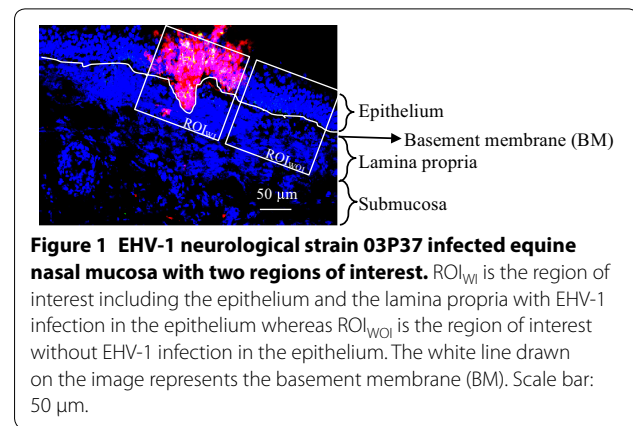 ROI_WI
ROI_WOI
50 µm
Epithelium
Basement membrane (BM)
Lamina propria
Submucosa
Figure 1 EHV-1 neurological strain 03P37 infected equine
nasal mucosa with two regions of interest. ROI_WI is the region of
interest including the epithelium and the lamina propria with EHV-1
infection in the epithelium whereas ROI_WOI is the region of interest
without EHV-1 infection in the epithelium. The white line drawn
on the image represents the basement membrane (BM). Scale bar:
50 µm.